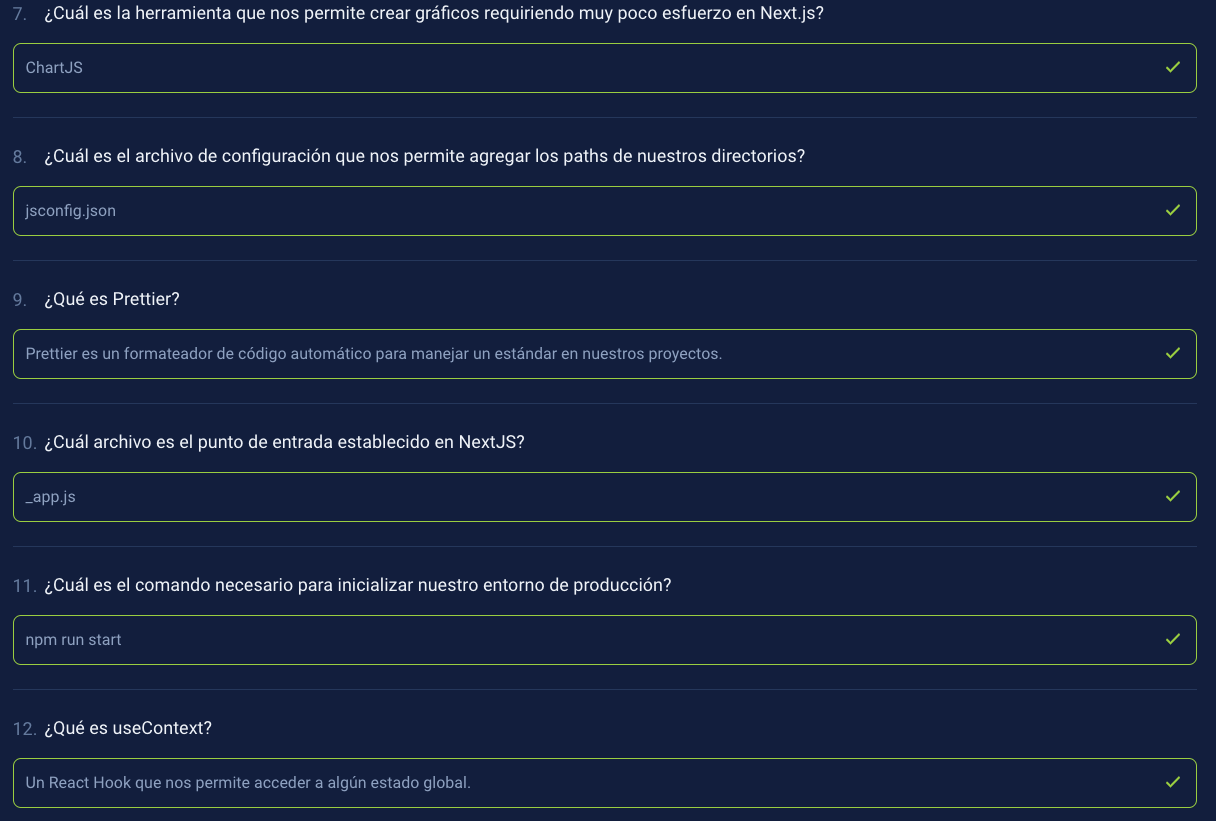 7. ¿Cuál es la herramienta que nos permite crear gráficos requiriendo muy poco esfuerzo en Next.js?
ChartJS
8. ¿Cuál es el archivo de configuración que nos permite agregar los paths de nuestros directorios?
jsconfig.json
9. ¿Qué es Prettier?
Prettier es un formateador de código automático para manejar un estándar en nuestros proyectos.
10. ¿Cuál archivo es el punto de entrada establecido en NextJS?
_app.js
11. ¿Cuál es el comando necesario para inicializar nuestro entorno de producción?
npm run start
12. ¿Qué es useContext?
Un React Hook que nos permite acceder a algún estado global.